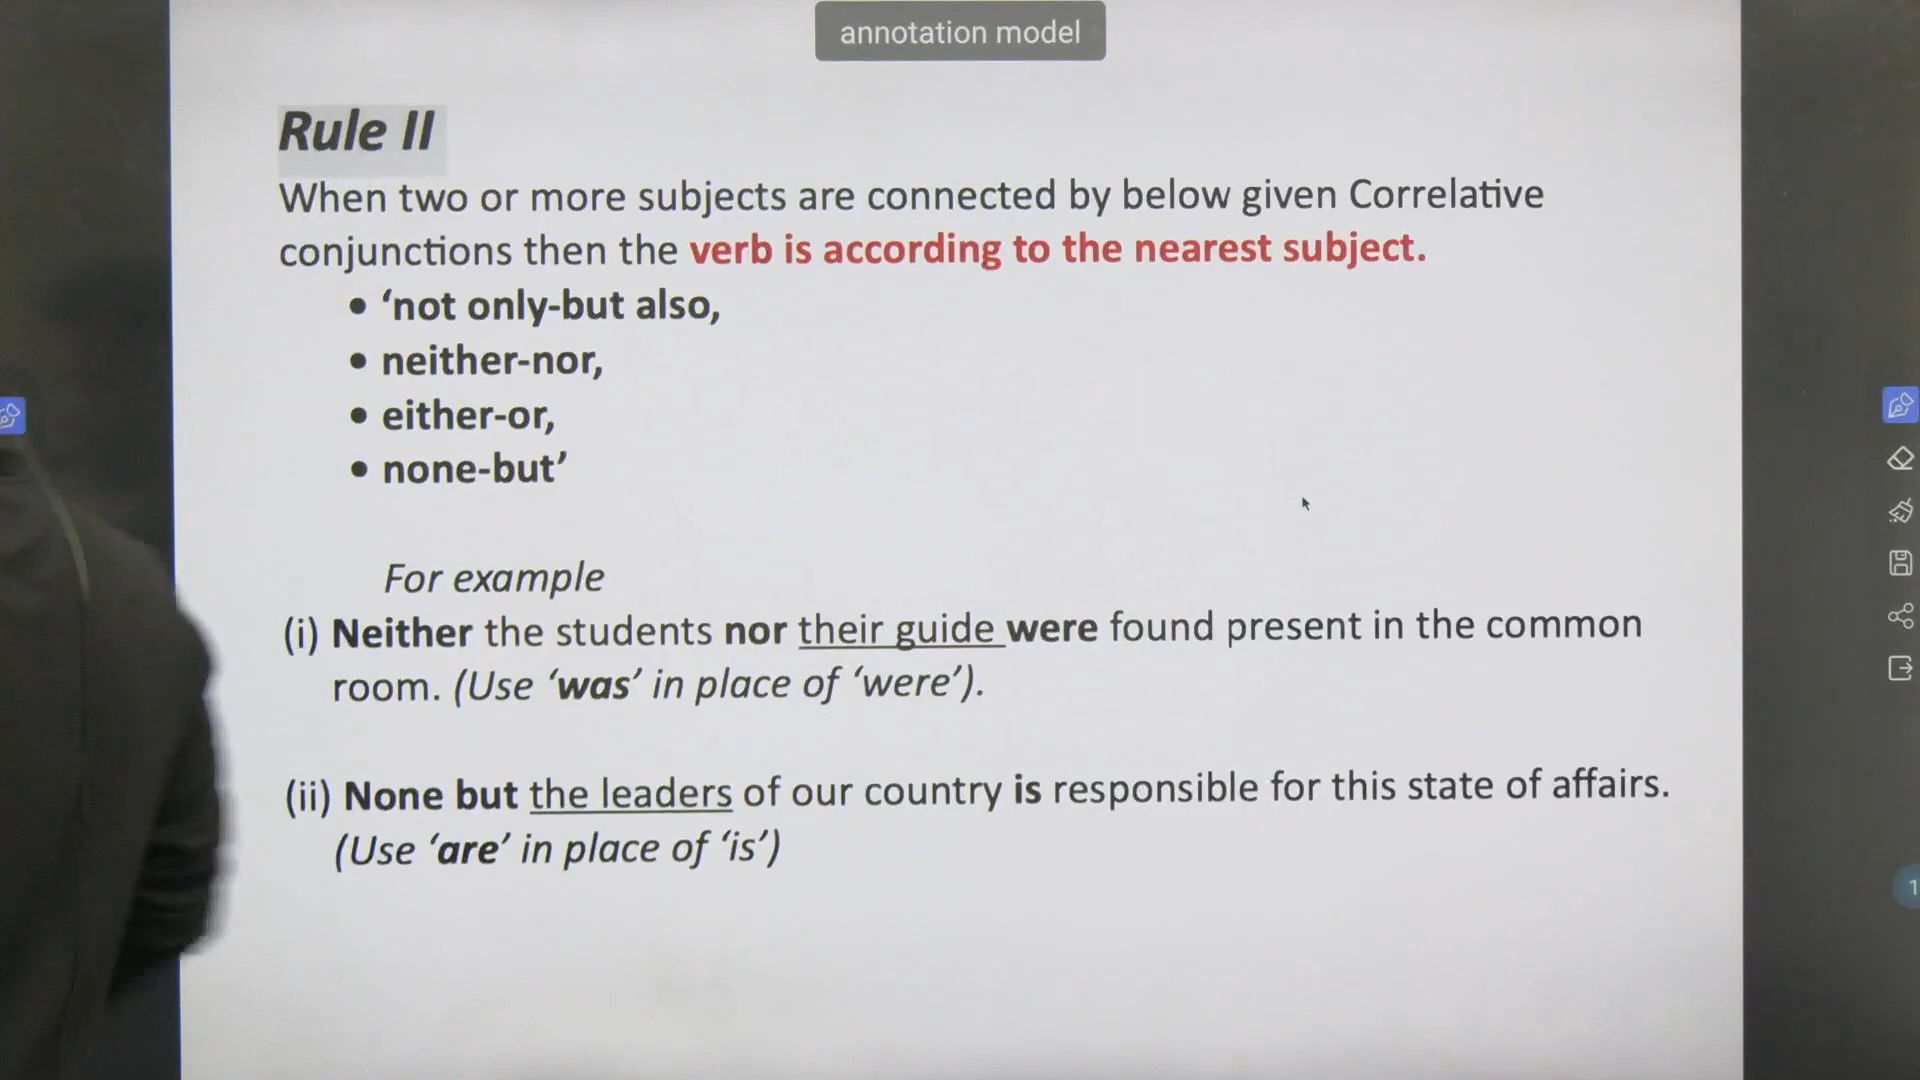 annotation model
Rule II
When two or more subjects are connected by below given Correlative
conjunctions then the verb is according to the nearest subject.
• ‘not only-but also,
• neither-nor,
• either-or,
• none-but’
For example
(i) Neither the students nor their guide were found present in the common
room. (Use ‘was’ in place of ‘were’).
(ii) None but the leaders of our country is responsible for this state of affairs.
(Use ‘are’ in place of ‘is’)
1